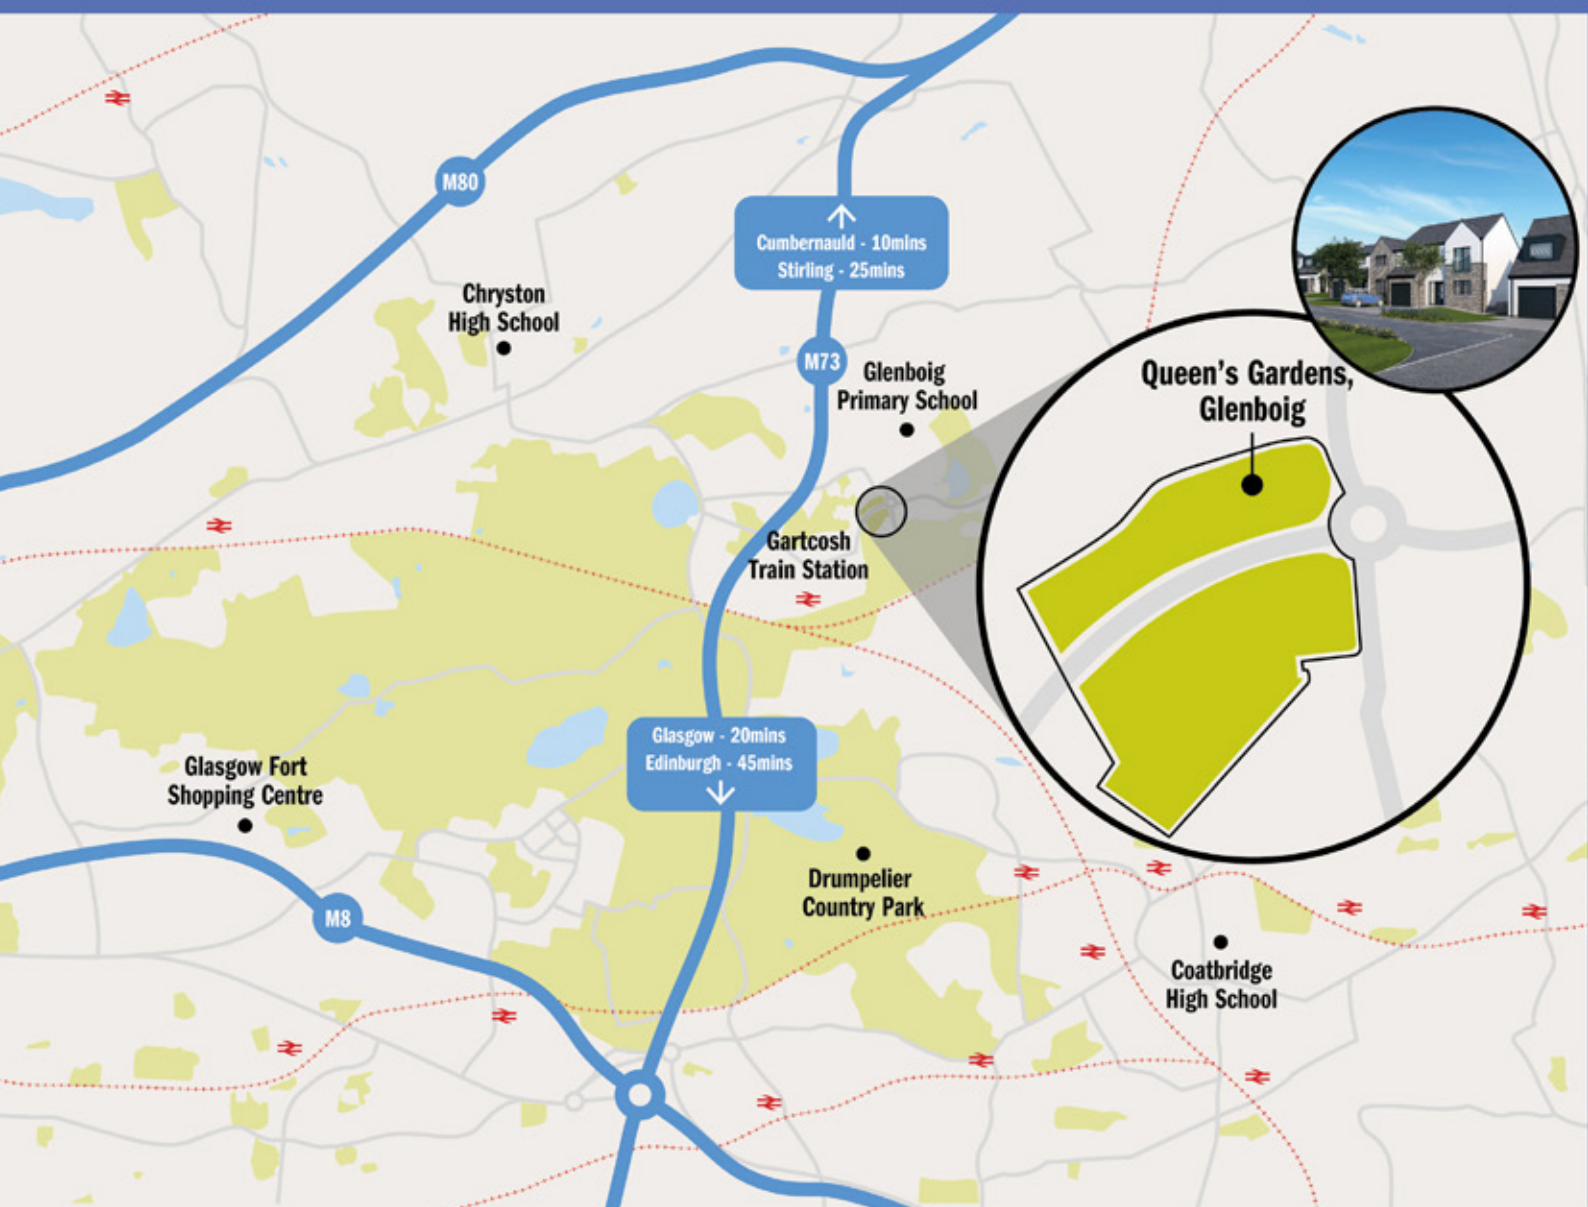 M80
Cumbernauld - 10mins
Stirling - 25mins
Chryston
High School
M73
Glenboig
Primary School
Queen's Gardens,
Glenboig
Gartcosh
Train Station
Glasgow - 20mins
Edinburgh - 45mins
Glasgow Fort
Shopping Centre
Drumpelier
Country Park
M8
Coatbridge
High School